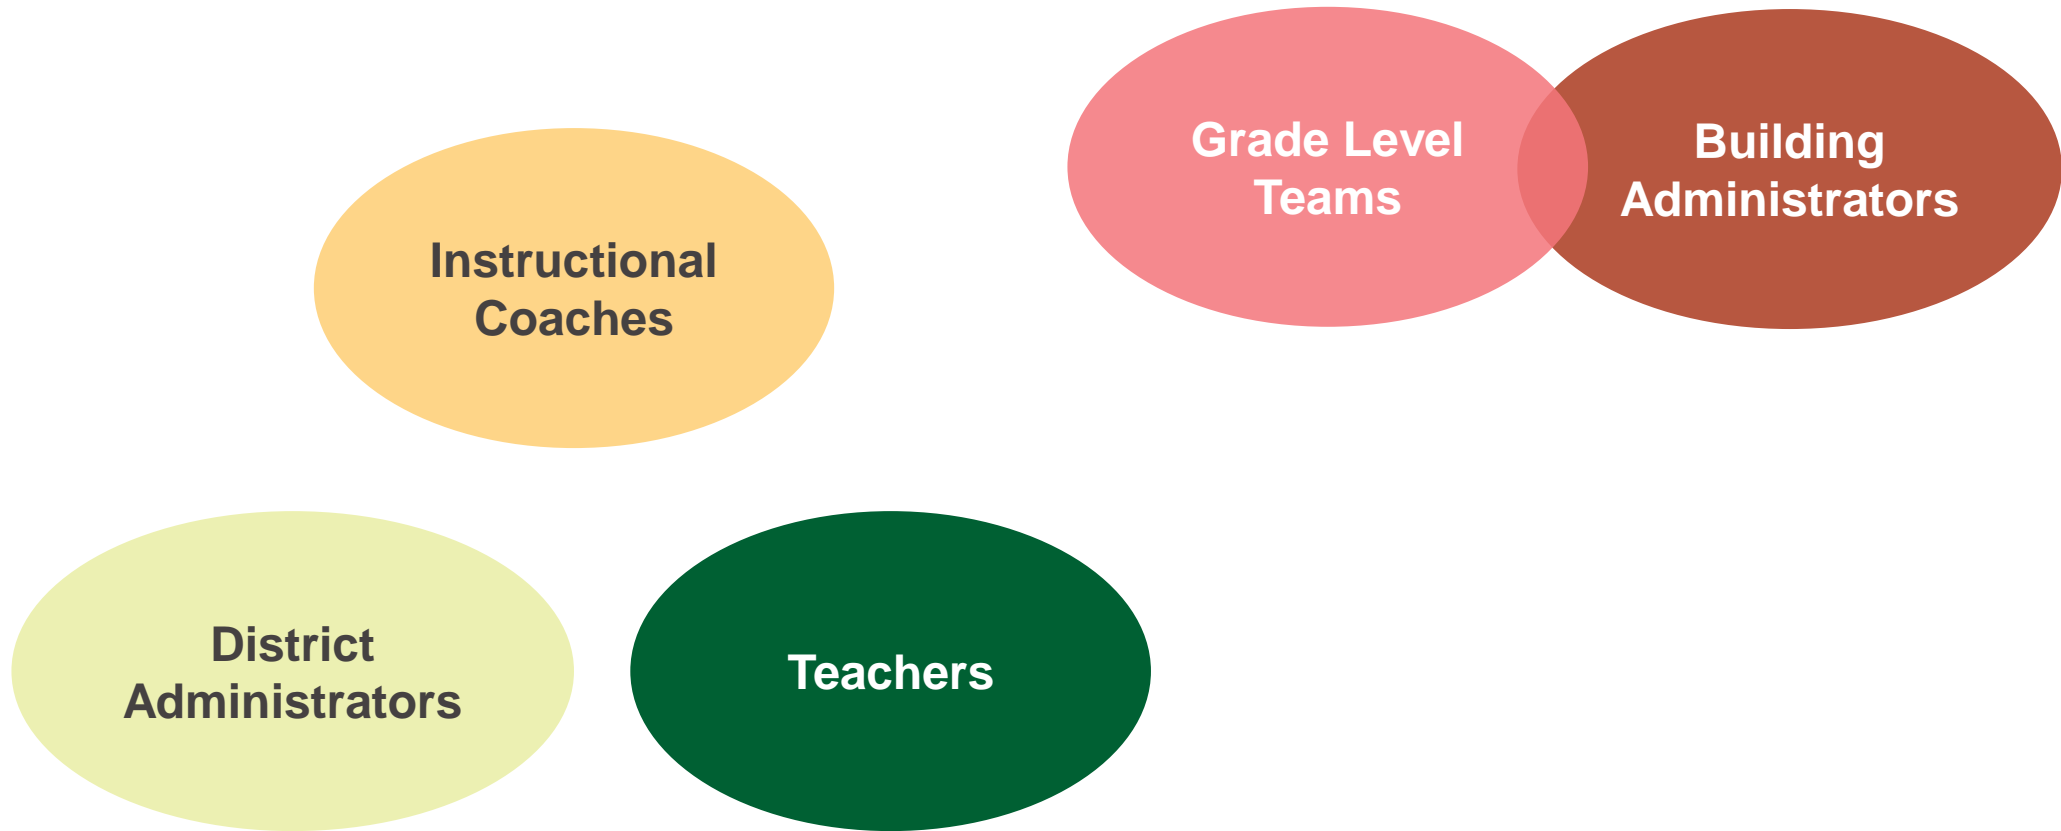 Grade Level
Teams
Building
Administrators
Instructional
Coaches
District
Administrators
Teachers